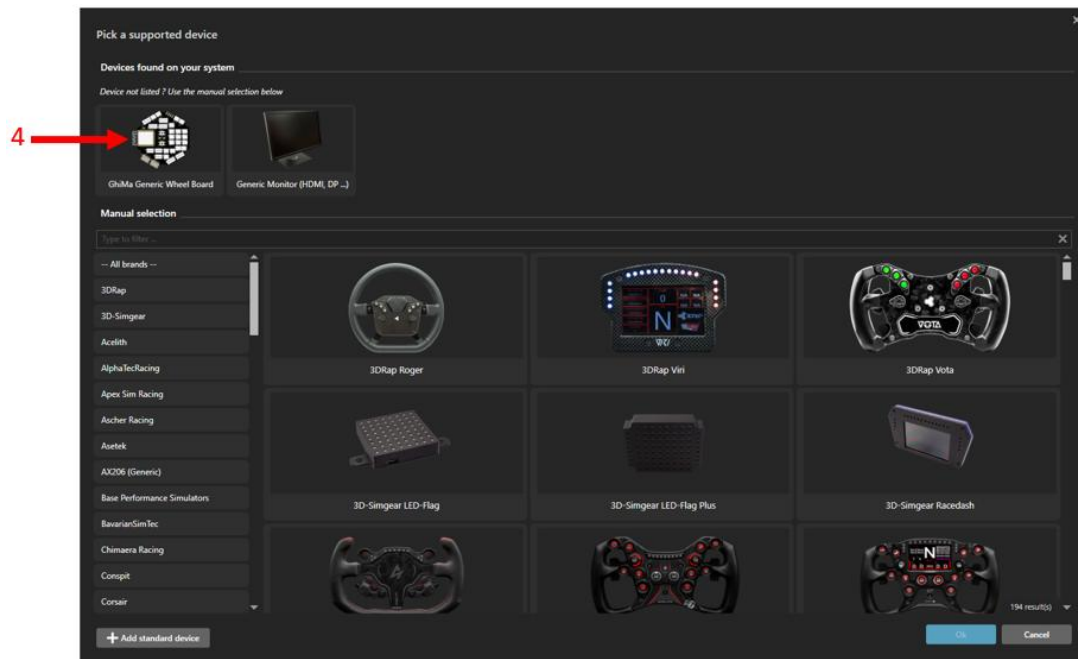 Pick a supported device
Devices found on your system
Device not listed ? Use the manual selection below
4
GhiMa Generic Wheel Board
Generic Monitor (HDMI, DP ...)
Manual selection
Type to filter ...
-- All brands --
3DRap
3D-Simgear
Acelith
AlphaTecRacing
Apex Sim Racing
Ascher Racing
Asetek
AX206 (Generic)
Base Performance Simulators
BavarianSimTec
Chimaera Racing
Conspit
Corsair
0
N
VOTA
3DRap Roger
3DRap Viri
3DRap Vota
3D-Simgear LED-Flag
3D-Simgear LED-Flag Plus
3D-Simgear Racedash
N
194 result(s)
Add standard device
Ok
Cancel